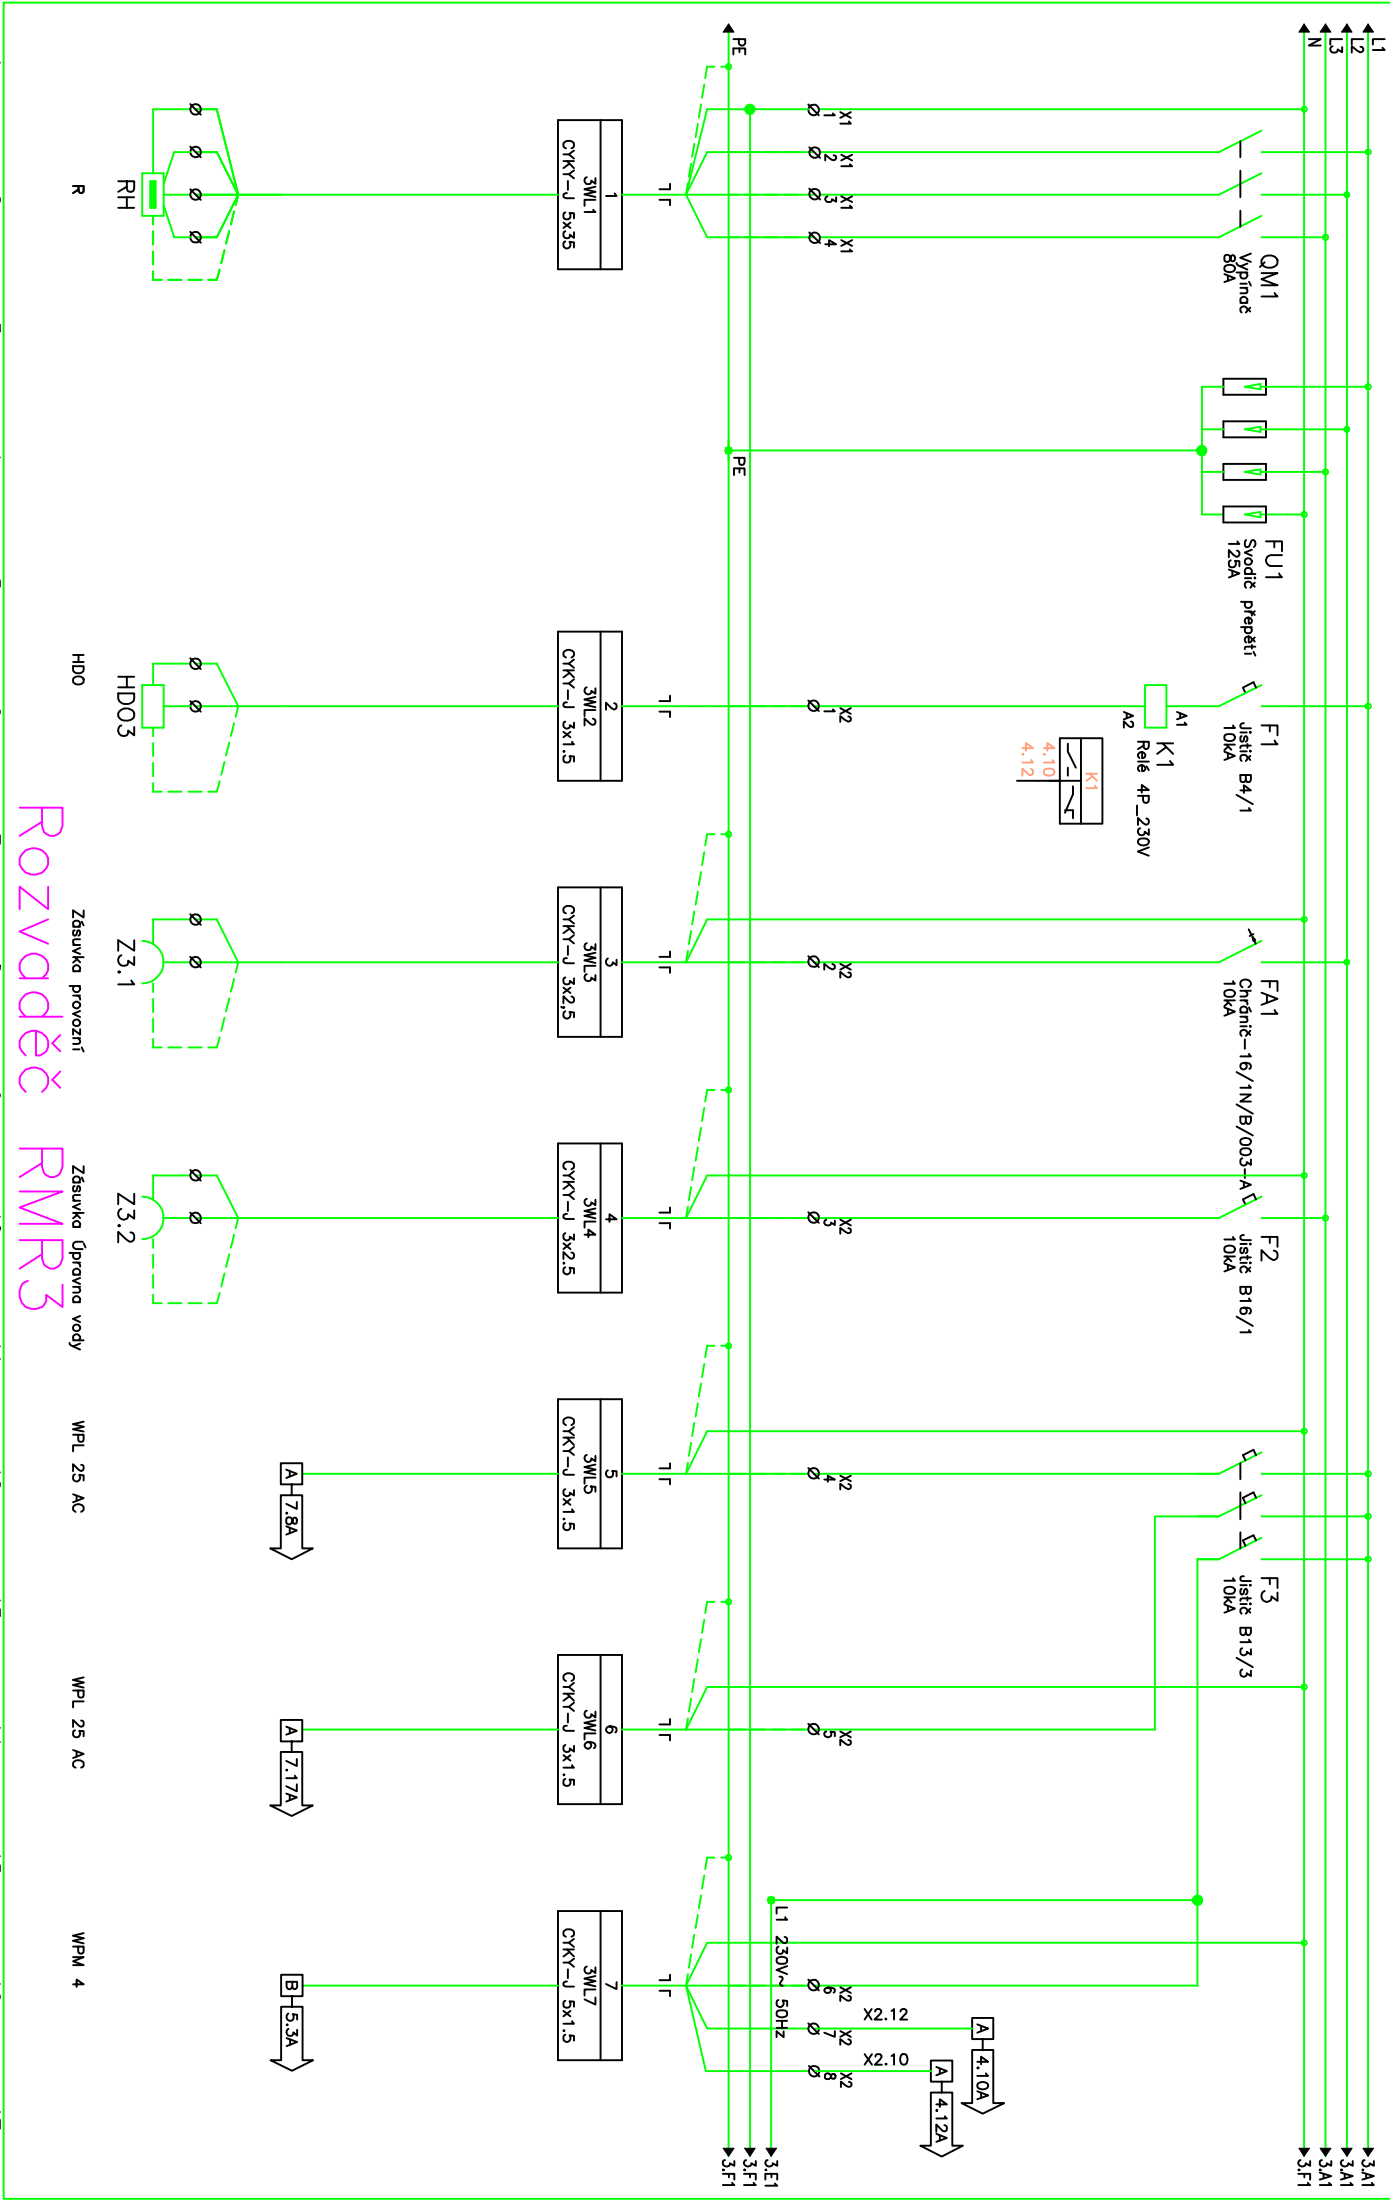 L1
L2
L3
N
QM1
Vypínač
80A
FU1
Svodič přepětí
125A
F1
Jistič B4/1
10kA
FA1
Chránič-16/1N/B/003-A
10kA
F2
Jistič B16/1
10kA
F3
Jistič B13/3
10kA
3.A1
3.A1
3.A1
3.F1
A1
A2
K1
Relé 4P_230V
K1
4.10
4.12
A 4.10A
A 4.12A
X2.12
X2.10
X1
1
X1
2
X1
3
X1
4
X2
1
X2
2
X2
3
X2
4
X2
5
X2
6
X2
7
X2
8
L1 230V~ 50Hz
3.E1
3.F1
3.F1
PE
PE
1
3WL1
CYKY-J 5x35
2
3WL2
CYKY-J 3x1.5
3
3WL3
CYKY-J 3x2,5
4
3WL4
CYKY-J 3x2.5
5
3WL5
CYKY-J 3x1.5
6
3WL6
CYKY-J 3x1.5
7
3WL7
CYKY-J 5x1.5
A 7.8A
A 7.17A
B 5.3A
RH
HDO3
Z3.1
Z3.2
R
HDO
Zásuvka provozní
Zásuvka Úpravna vody
WPL 25 AC
WPL 25 AC
WPM 4
Rozvaděč RMR3